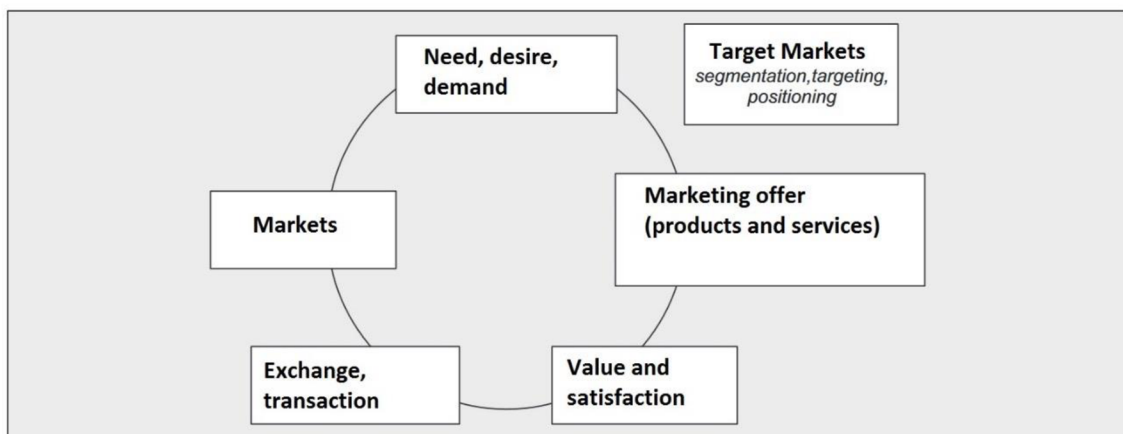 Need, desire,
demand
Target Markets
segmentation,targeting,
positioning
Marketing offer
(products and services)
Value and
satisfaction
Exchange,
transaction
Markets